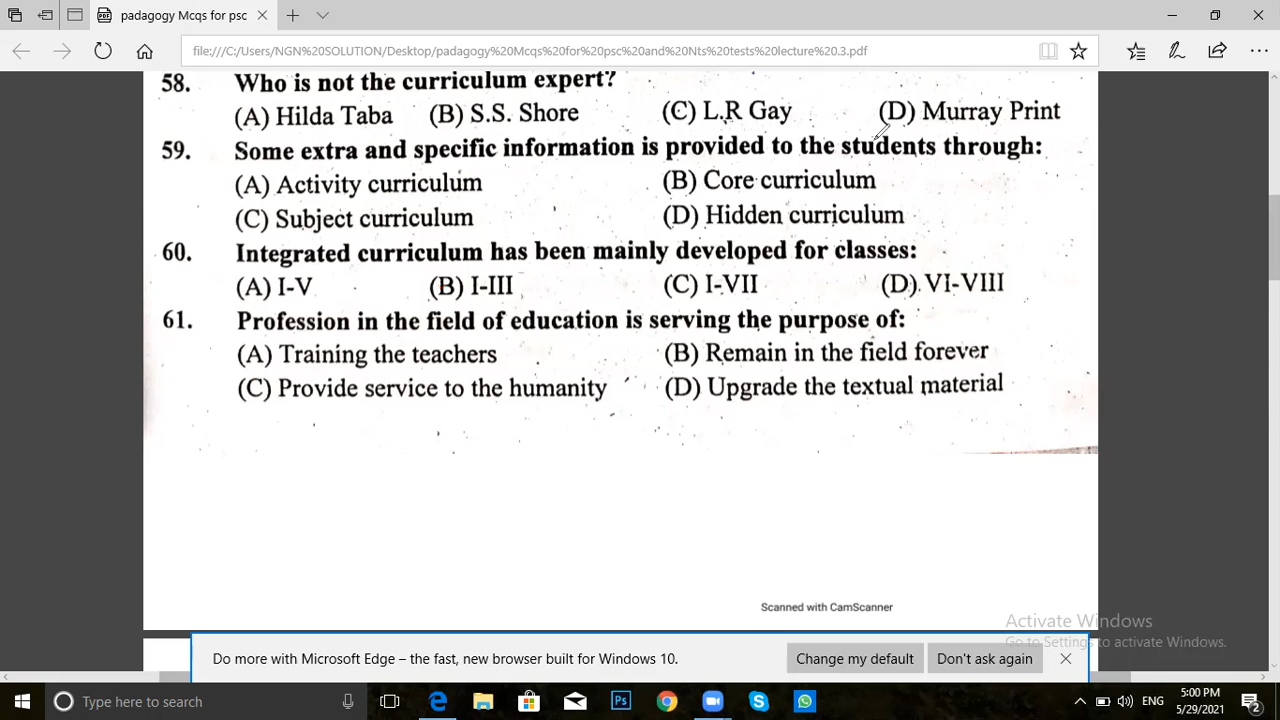 padagogy Mcqs for psc
file:///C:/Users/NGN%20SOLUTION/Desktop/padagogy%20Mcqs%20for%20psc%20and%20Nts%20tests%20lecture%20.3.pdf
58. Who is not the curriculum expert?
(A) Hilda Taba (B) S.S. Shore (C) L.R Gay (D) Murray Print
59. Some extra and specific information is provided to the students through:
(A) Activity curriculum (B) Core curriculum
(C) Subject curriculum (D) Hidden curriculum
60. Integrated curriculum has been mainly developed for classes:
(A) I-V (B) I-III (C) I-VII (D) VI-VIII
61. Profession in the field of education is serving the purpose of:
(A) Training the teachers (B) Remain in the field forever
(C) Provide service to the humanity (D) Upgrade the textual material
Scanned with CamScanner
Activate Windows
Go to Settings to activate Windows.
Do more with Microsoft Edge – the fast, new browser built for Windows 10. Change my default Don't ask again
Type here to search
ENG 5:00 PM
5/29/2021 2